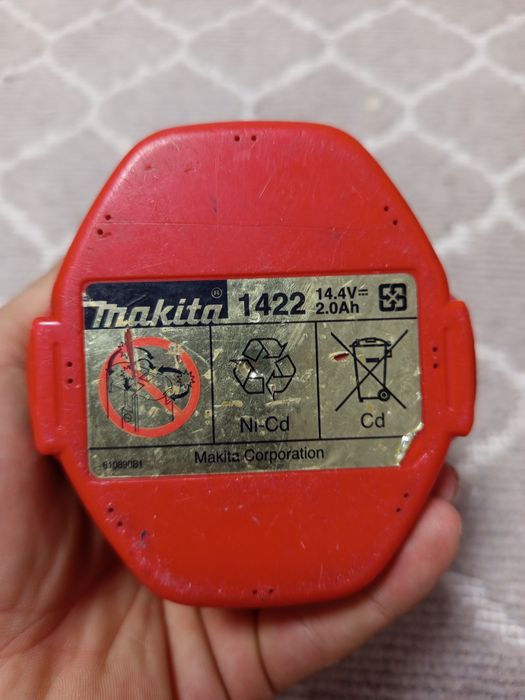 makita® 1422 14.4V 2.0Ah
Ni-Cd
Cd
Makita Corporation